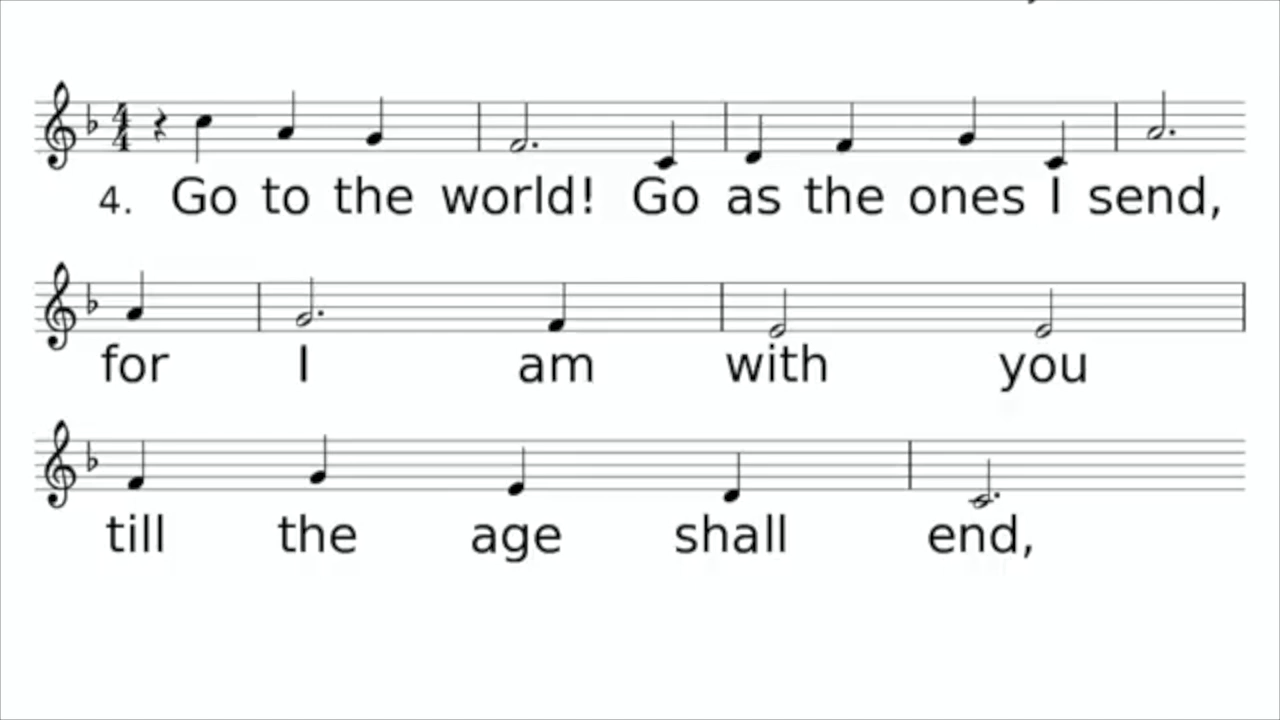 4. Go to the world! Go as the ones I send,
for I am with you
till the age shall end,